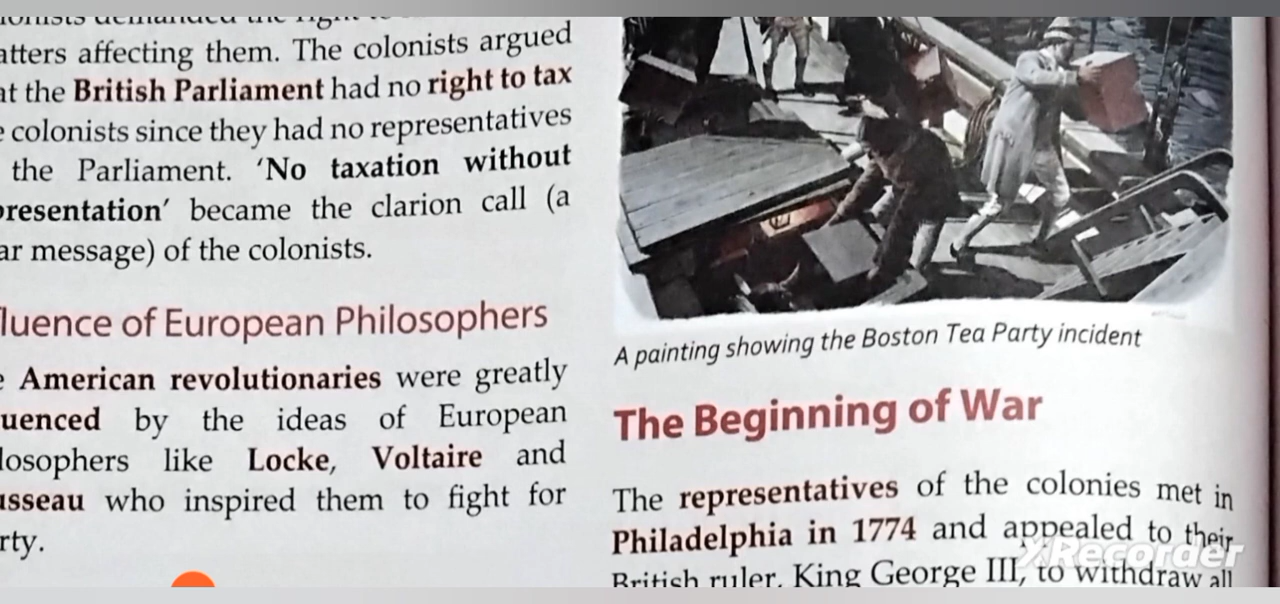 atters affecting them. The colonists argued
at the British Parliament had no right to tax
e colonists since they had no representatives
the Parliament. 'No taxation without
presentation' became the clarion call (a
ar message) of the colonists.
luence of European Philosophers
e American revolutionaries were greatly
uenced by the ideas of European
losophers like Locke, Voltaire and
usseau who inspired them to fight for
rty.
A painting showing the Boston Tea Party incident
The Beginning of War
The representatives of the colonies met in
Philadelphia in 1774 and appealed to their
British ruler, King George III, to withdraw all
XRecorder